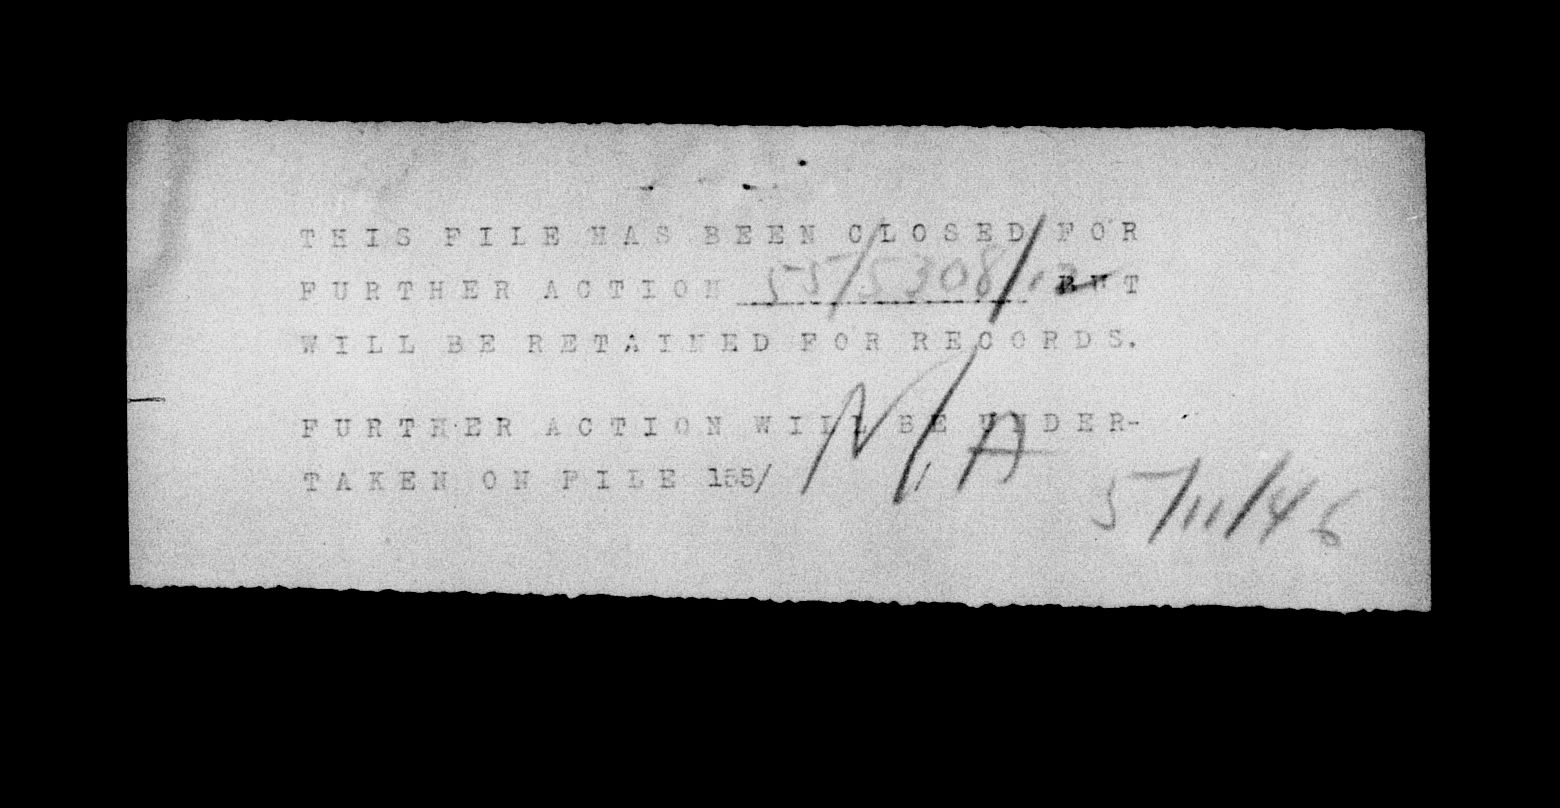 THIS FILE HAS BEEN CLOSED FOR
FURTHER ACTION 55/5308/12 BUT
WILL BE RETAINED FOR RECORDS.
FURTHER ACTION WILL BE UNDER-
TAKEN ON FILE 155/ N/A
5/11/46